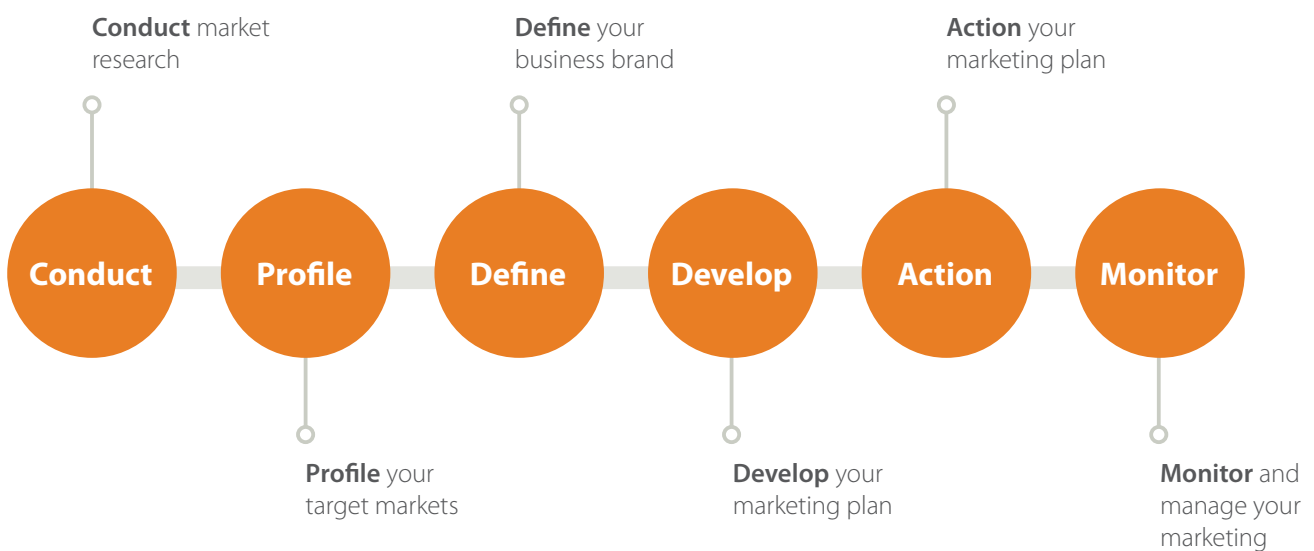 Conduct market
research
Define your
business brand
Action your
marketing plan
Conduct
Profile
Define
Develop
Action
Monitor
Profile your
target markets
Develop your
marketing plan
Monitor and
manage your
marketing